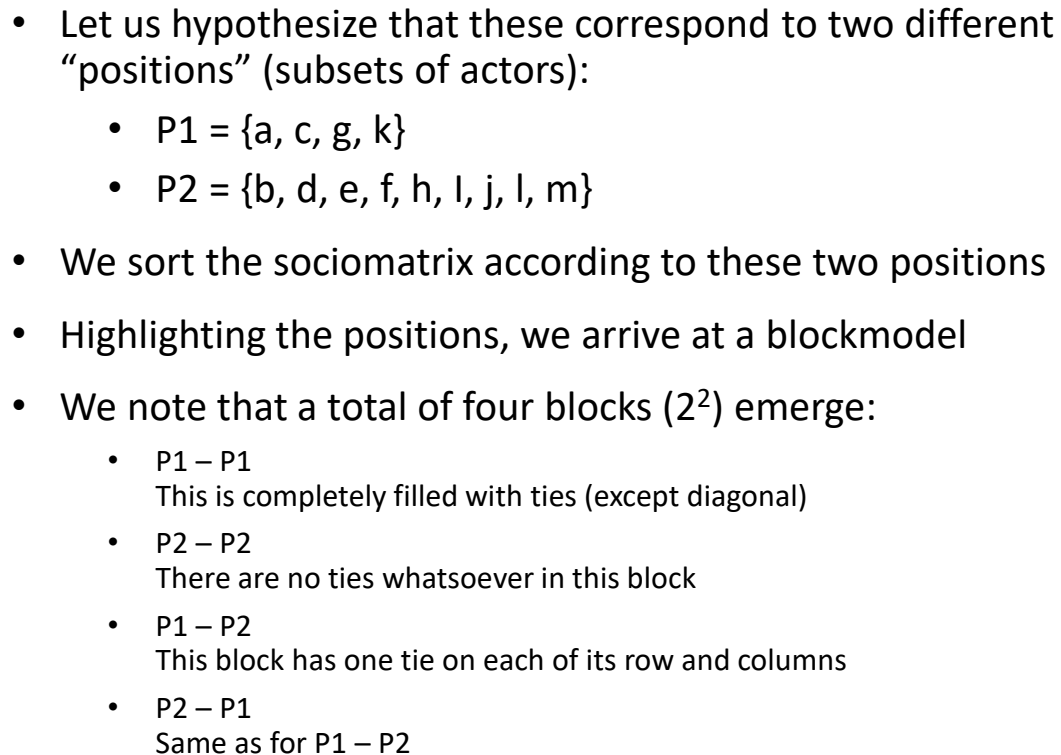 • Let us hypothesize that these correspond to two different
“positions” (subsets of actors):
• P1 = {a, c, g, k}
• P2 = {b, d, e, f, h, I, j, l, m}
• We sort the sociomatrix according to these two positions
• Highlighting the positions, we arrive at a blockmodel
• We note that a total of four blocks (2²) emerge:
• P1 – P1
This is completely filled with ties (except diagonal)
• P2 – P2
There are no ties whatsoever in this block
• P1 – P2
This block has one tie on each of its row and columns
• P2 – P1
Same as for P1 – P2